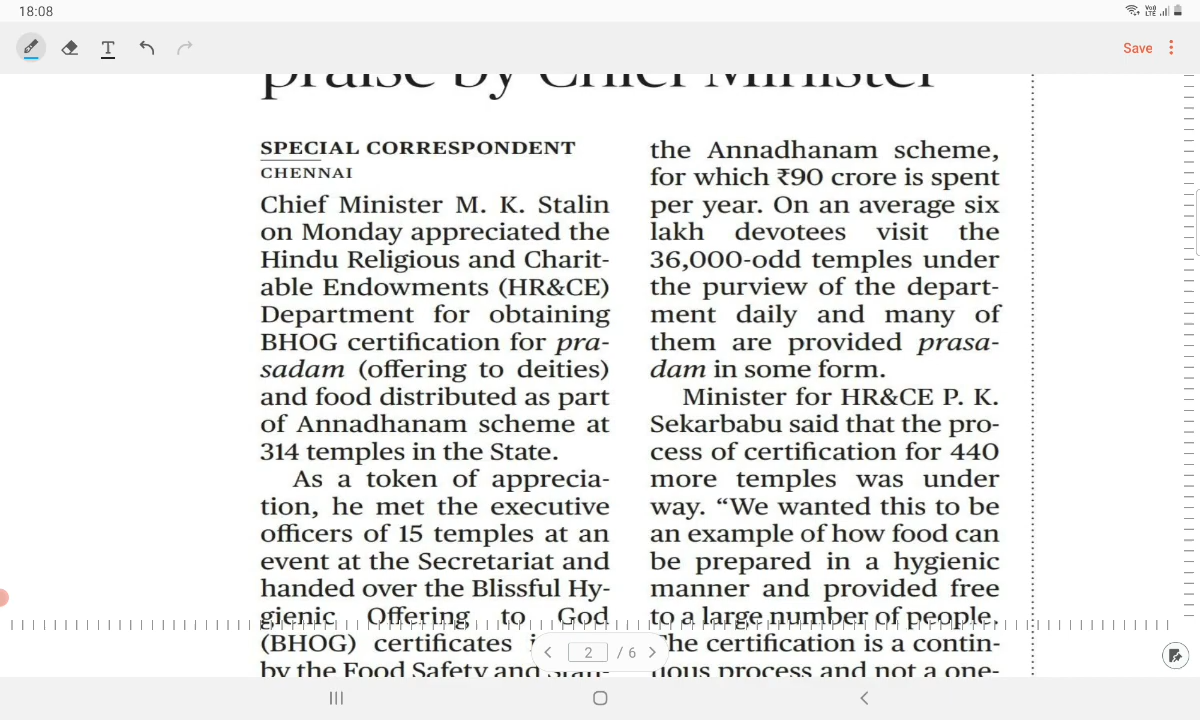 18:08
Save
praise by Chief Minister
SPECIAL CORRESPONDENT
CHENNAI
Chief Minister M. K. Stalin
on Monday appreciated the
Hindu Religious and Charit-
able Endowments (HR&CE)
Department for obtaining
BHOG certification for pra-
sadam (offering to deities)
and food distributed as part
of Annadhanam scheme at
314 temples in the State.
As a token of apprecia-
tion, he met the executive
officers of 15 temples at an
event at the Secretariat and
handed over the Blissful Hy-
gienic Offering to God
(BHOG) certificates
by the Food Safety and
the Annadhanam scheme,
for which ₹90 crore is spent
per year. On an average six
lakh devotees visit the
36,000-odd temples under
the purview of the depart-
ment daily and many of
them are provided prasa-
dam in some form.
Minister for HR&CE P. K.
Sekarbabu said that the pro-
cess of certification for 440
more temples was under
way. “We wanted this to be
an example of how food can
be prepared in a hygienic
manner and provided free
to a large number of people.
The certification is a contin-
uous process and not a one-
2 / 6